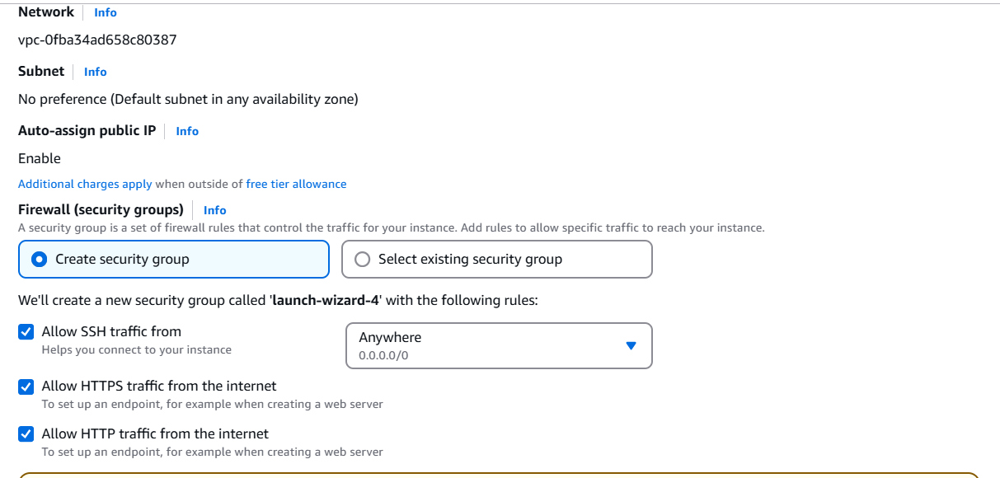 Network Info
vpc-0fba34ad658c80387
Subnet Info
No preference (Default subnet in any availability zone)
Auto-assign public IP Info
Enable
Additional charges apply when outside of free tier allowance
Firewall (security groups) Info
A security group is a set of firewall rules that control the traffic for your instance. Add rules to allow specific traffic to reach your instance.
Create security group Select existing security group
We'll create a new security group called 'launch-wizard-4' with the following rules:
Allow SSH traffic from Anywhere
Helps you connect to your instance 0.0.0.0/0
Allow HTTPS traffic from the internet
To set up an endpoint, for example when creating a web server
Allow HTTP traffic from the internet
To set up an endpoint, for example when creating a web server